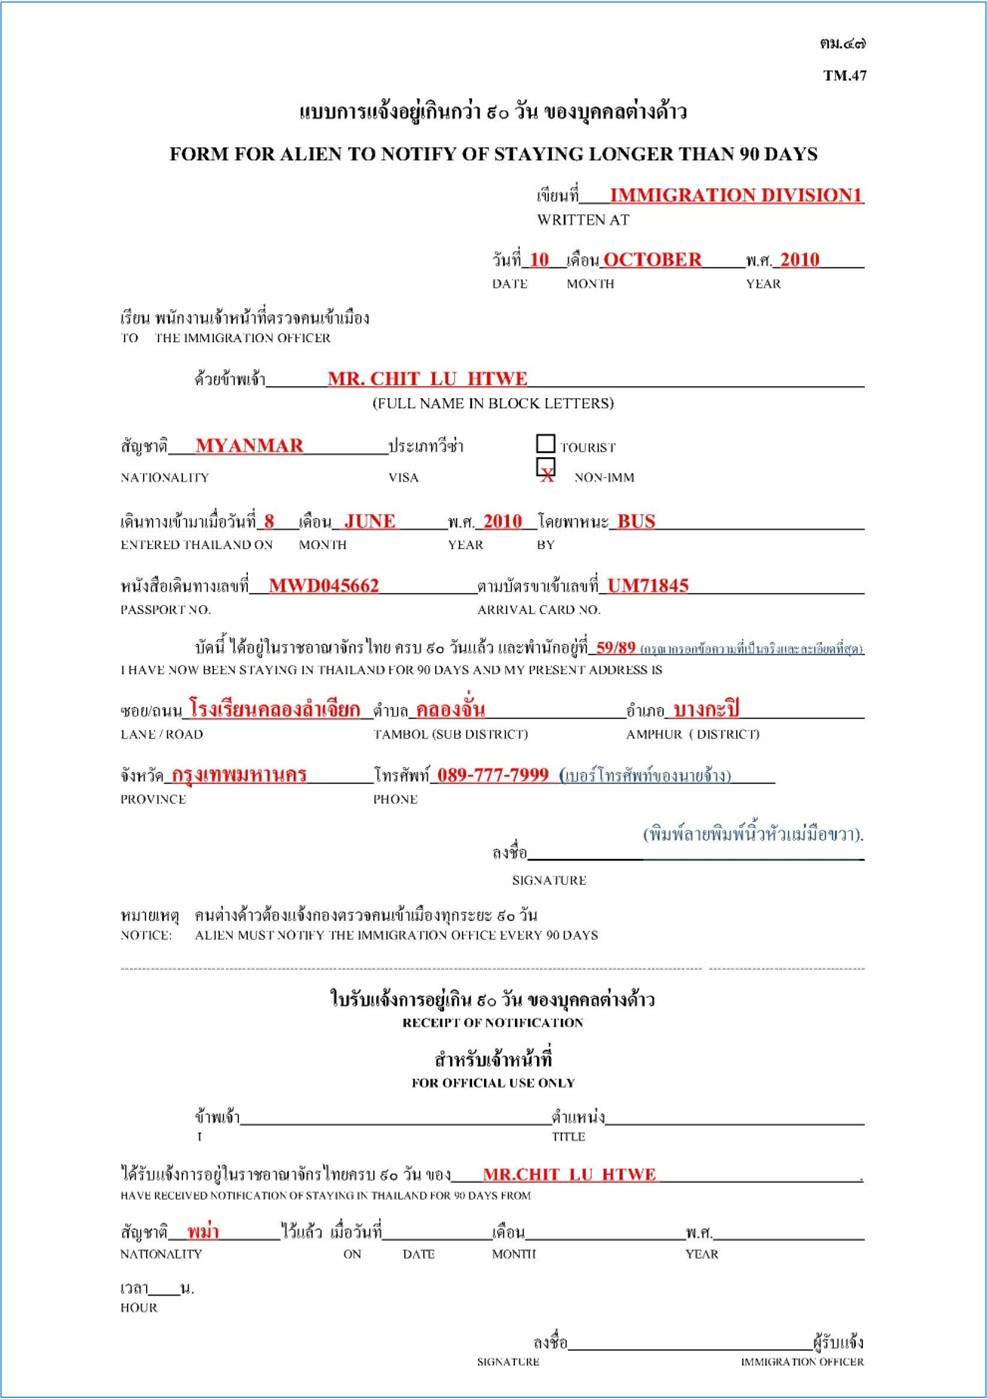 ตม.๔๗
TM.47
แบบการแจ้งอยู่เกินกว่า ๙๐ วัน ของบุคคลต่างด้าว
FORM FOR ALIEN TO NOTIFY OF STAYING LONGER THAN 90 DAYS
เขียนที่ IMMIGRATION DIVISION1
WRITTEN AT
วันที่ 10 เดือน OCTOBER พ.ศ. 2010
DATE MONTH YEAR
เรียน พนักงานเจ้าหน้าที่ตรวจคนเข้าเมือง
TO THE IMMIGRATION OFFICER
ด้วยข้าพเจ้า MR. CHIT LU HTWE
(FULL NAME IN BLOCK LETTERS)
สัญชาติ MYANMAR ประเภทวีซ่า TOURIST
NATIONALITY VISA X NON-IMM
เดินทางเข้ามาเมื่อวันที่ 8 เดือน JUNE พ.ศ. 2010 โดยพาหนะ BUS
ENTERED THAILAND ON MONTH YEAR BY
หนังสือเดินทางเลขที่ MWD045662 ตามบัตรขาเข้าเลขที่ UM71845
PASSPORT NO. ARRIVAL CARD NO.
บัดนี้ ได้อยู่ในราชอาณาจักรไทย ครบ ๙๐ วันแล้ว และพำนักอยู่ที่ 59/89 (กรุณากรอกข้อความที่เป็นจริงและละเอียดที่สุด)
I HAVE NOW BEEN STAYING IN THAILAND FOR 90 DAYS AND MY PRESENT ADDRESS IS
ซอย/ถนน โรงเรียนคลองลำเจียก ตำบล คลองจั่น อำเภอ บางกะปิ
LANE / ROAD TAMBOL (SUB DISTRICT) AMPHUR ( DISTRICT)
จังหวัด กรุงเทพมหานคร โทรศัพท์ 089-777-7999 (เบอร์โทรศัพท์ของนายจ้าง)
PROVINCE PHONE
(พิมพ์ลายพิมพ์นิ้วหัวแม่มือขวา).
ลงชื่อ
SIGNATURE
หมายเหตุ คนต่างด้าวต้องแจ้งกองตรวจคนเข้าเมืองทุกระยะ ๙๐ วัน
NOTICE: ALIEN MUST NOTIFY THE IMMIGRATION OFFICE EVERY 90 DAYS
ใบรับแจ้งการอยู่เกิน ๙๐ วัน ของบุคคลต่างด้าว
RECEIPT OF NOTIFICATION
สำหรับเจ้าหน้าที่
FOR OFFICIAL USE ONLY
ข้าพเจ้า ตำแหน่ง
I TITLE
ได้รับแจ้งการอยู่ในราชอาณาจักรไทยครบ ๙๐ วัน ของ MR.CHIT LU HTWE .
HAVE RECEIVED NOTIFICATION OF STAYING IN THAILAND FOR 90 DAYS FROM
สัญชาติ พม่า ไว้แล้ว เมื่อวันที่ เดือน พ.ศ.
NATIONALITY ON DATE MONTH YEAR
เวลา น.
HOUR
ลงชื่อ ผู้รับแจ้ง
SIGNATURE IMMIGRATION OFFICER